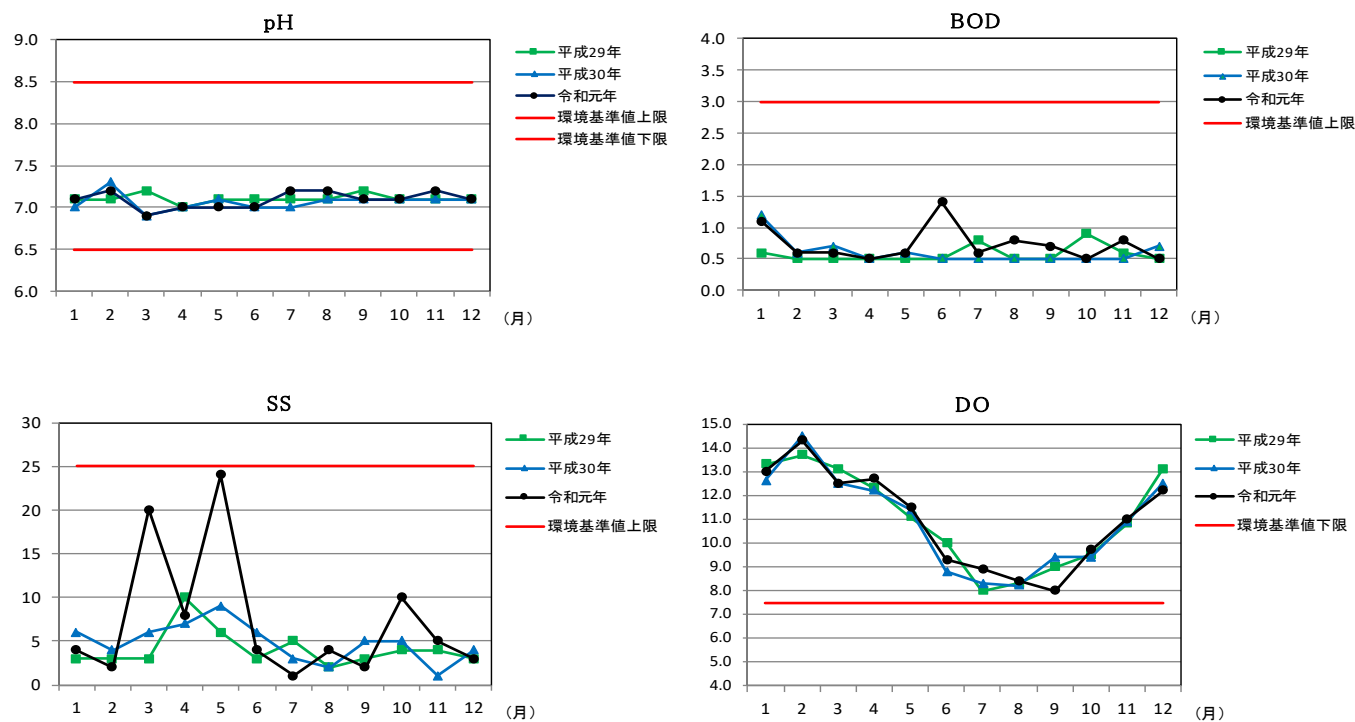 pH
9.0
8.5
8.0
7.5
7.0
6.5
6.0
1 2 3 4 5 6 7 8 9 10 11 12 (月)
平成29年
平成30年
令和元年
環境基準値上限
環境基準値下限
BOD
4.0
3.5
3.0
2.5
2.0
1.5
1.0
0.5
0.0
1 2 3 4 5 6 7 8 9 10 11 12 (月)
平成29年
平成30年
令和元年
環境基準値上限
SS
30
25
20
15
10
5
0
1 2 3 4 5 6 7 8 9 10 11 12 (月)
平成29年
平成30年
令和元年
環境基準値上限
DO
15.0
14.0
13.0
12.0
11.0
10.0
9.0
8.0
7.0
6.0
5.0
4.0
1 2 3 4 5 6 7 8 9 10 11 12 (月)
平成29年
平成30年
令和元年
環境基準値下限